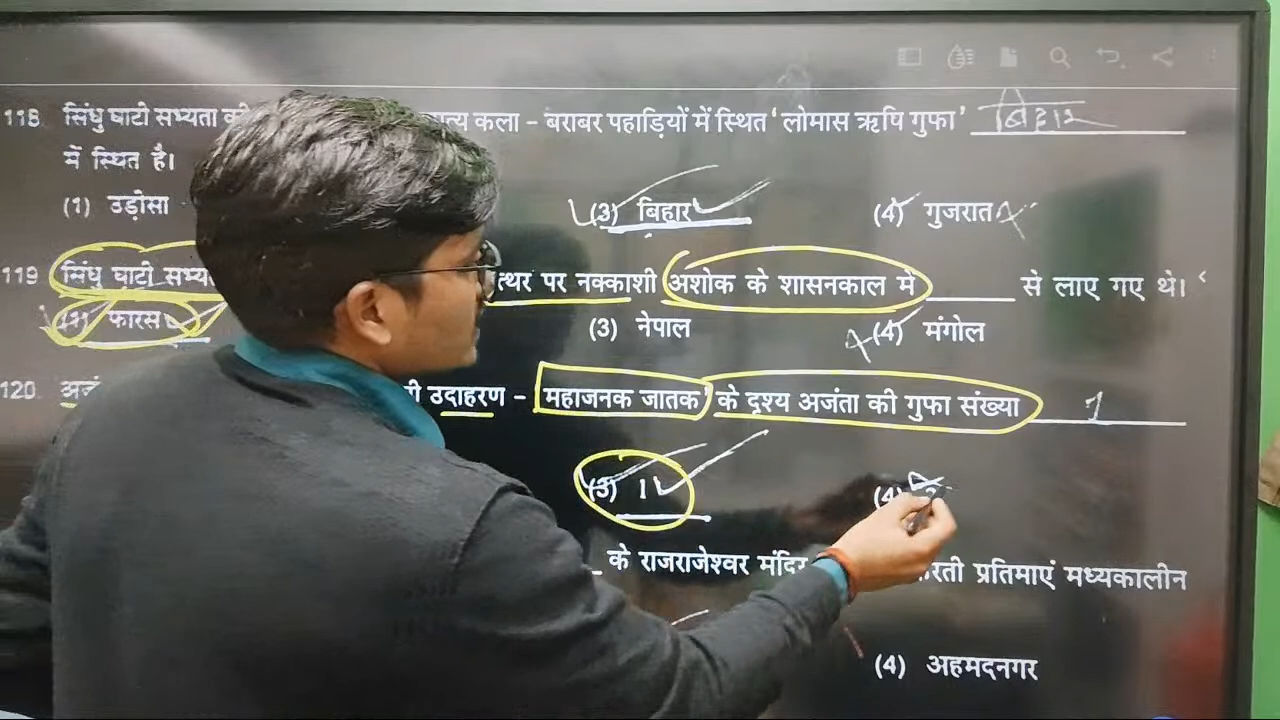 118. सिंधु घाटी सभ्यता की कला - बराबर पहाड़ियों में स्थित ' लोमास ऋषि गुफा' बिहार
में स्थित है।
(1) उड़ोसा (3) बिहार (4) गुजरात
119 सिंधु घाटी पत्थर पर नक्काशी अशोक के शासनकाल में ______ से लाए गए थे।
(1) फारस (3) नेपाल (4) मंगोल
120. उदाहरण - महाजनक जातक' के दृश्य अजंता की गुफा संख्या 1
(3) 1 (4)
के राजराजेश्वर मंदिर प्रतिमाएं मध्यकालीन
(4) अहमदनगर